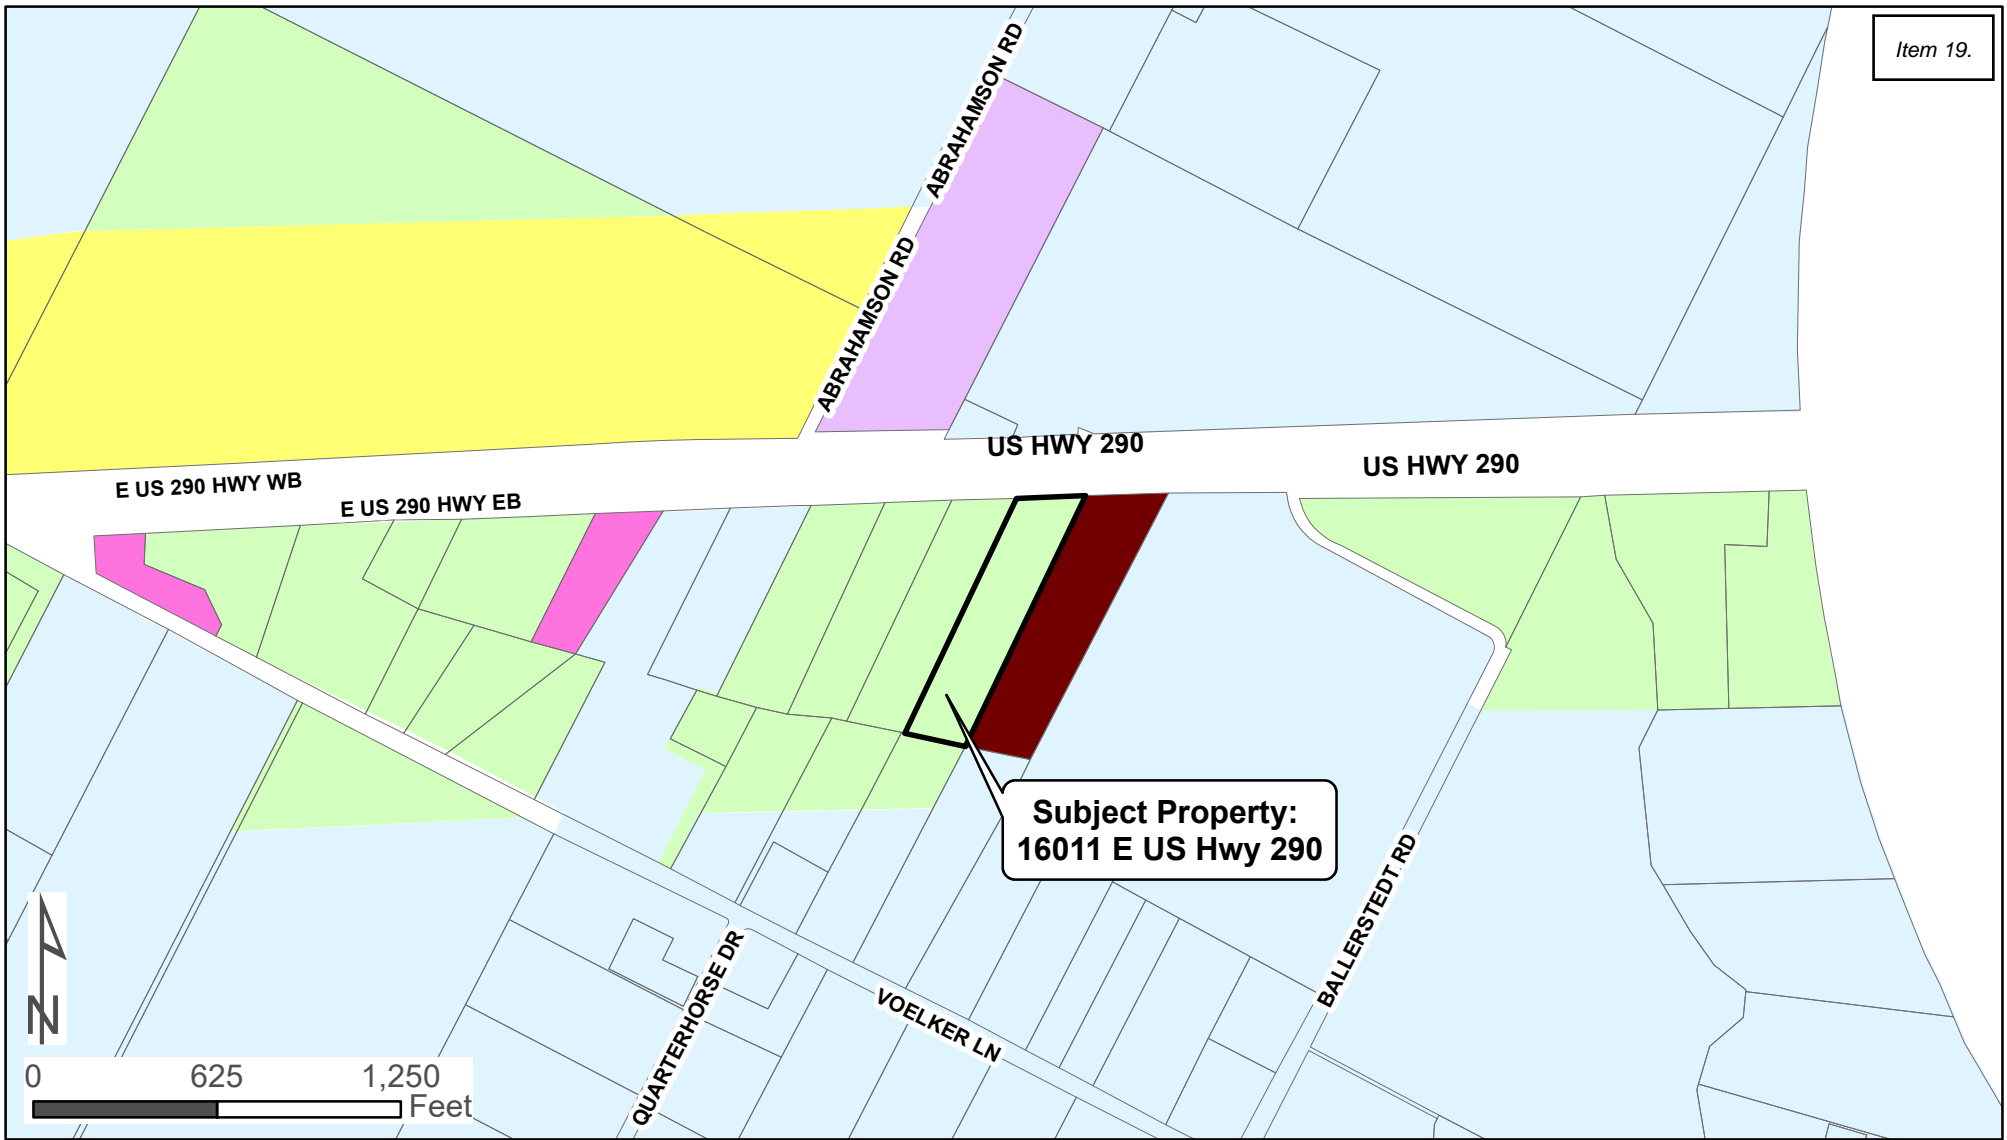 Item 19.
ABRAHAMSON RD
ABRAHAMSON RD
US HWY 290
US HWY 290
E US 290 HWY WB
E US 290 HWY EB
Subject Property:
16011 E US Hwy 290
BALLERSTEDT RD
QUARTERHORSE DR
VOELKER LN
N
0 625 1,250
Feet